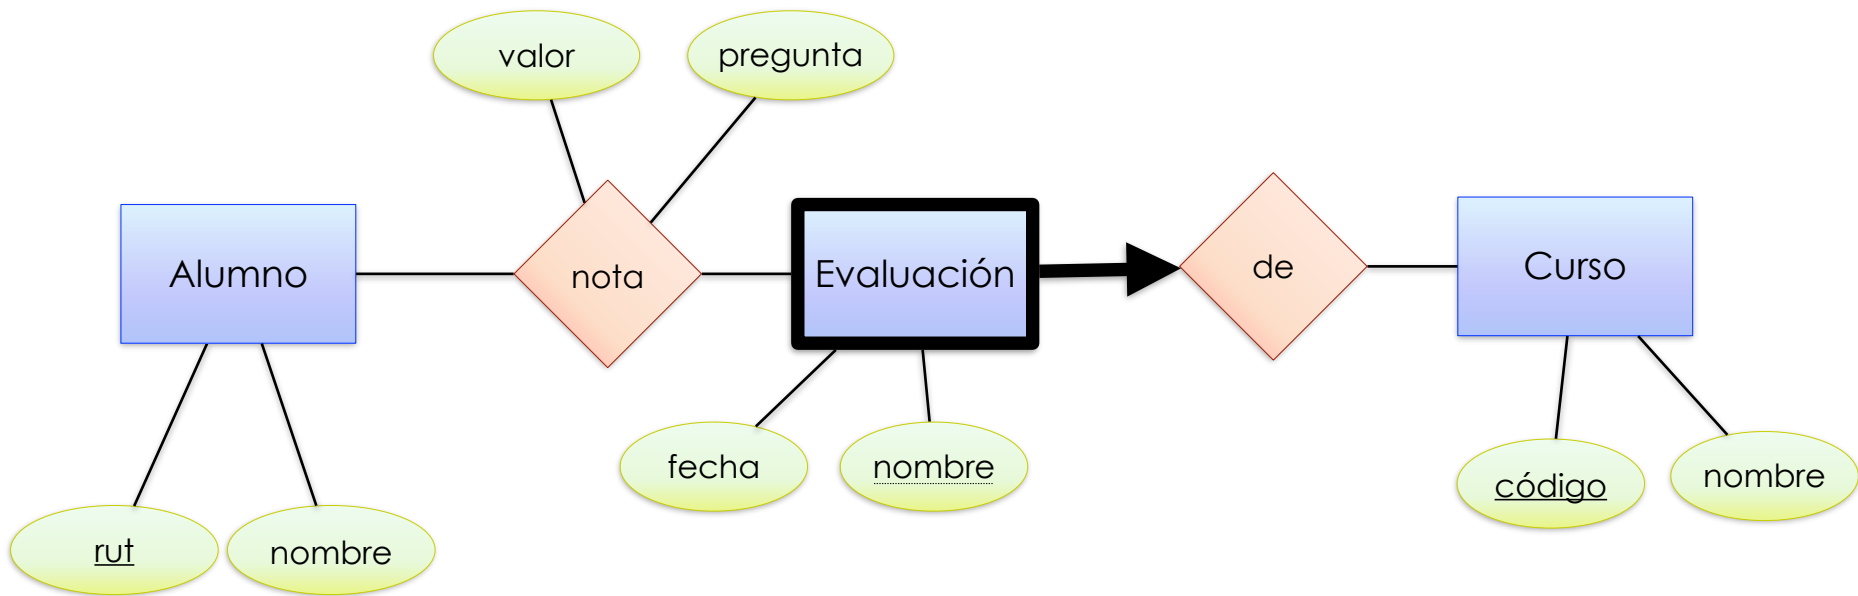 valor
pregunta
Alumno
nota
Evaluación
de
Curso
fecha
nombre
código
nombre
rut
nombre